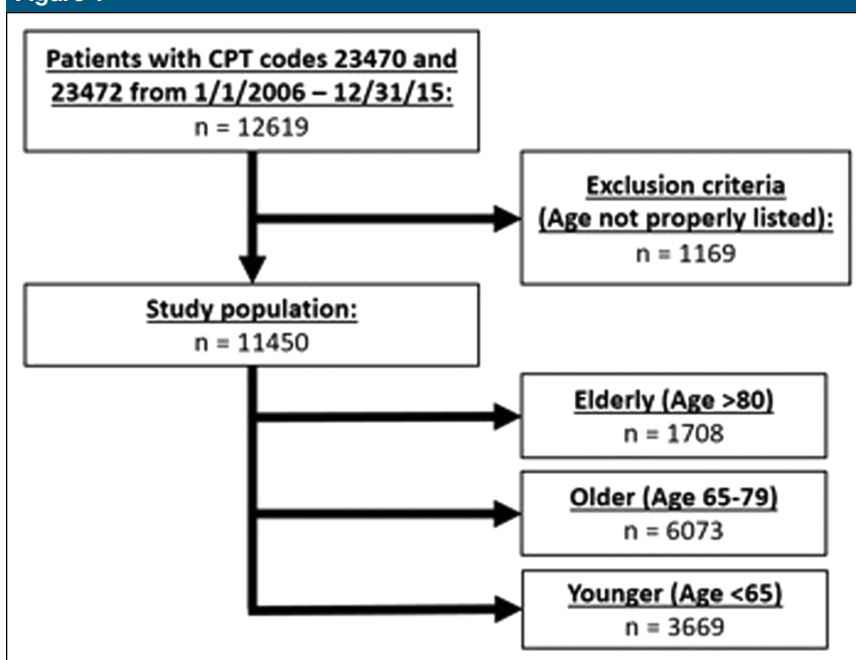 Patients with CPT codes 23470 and
23472 from 1/1/2006 – 12/31/15:
n = 12619
Exclusion criteria
(Age not properly listed):
n = 1169
Study population:
n = 11450
Elderly (Age >80)
n = 1708
Older (Age 65-79)
n = 6073
Younger (Age <65)
n = 3669